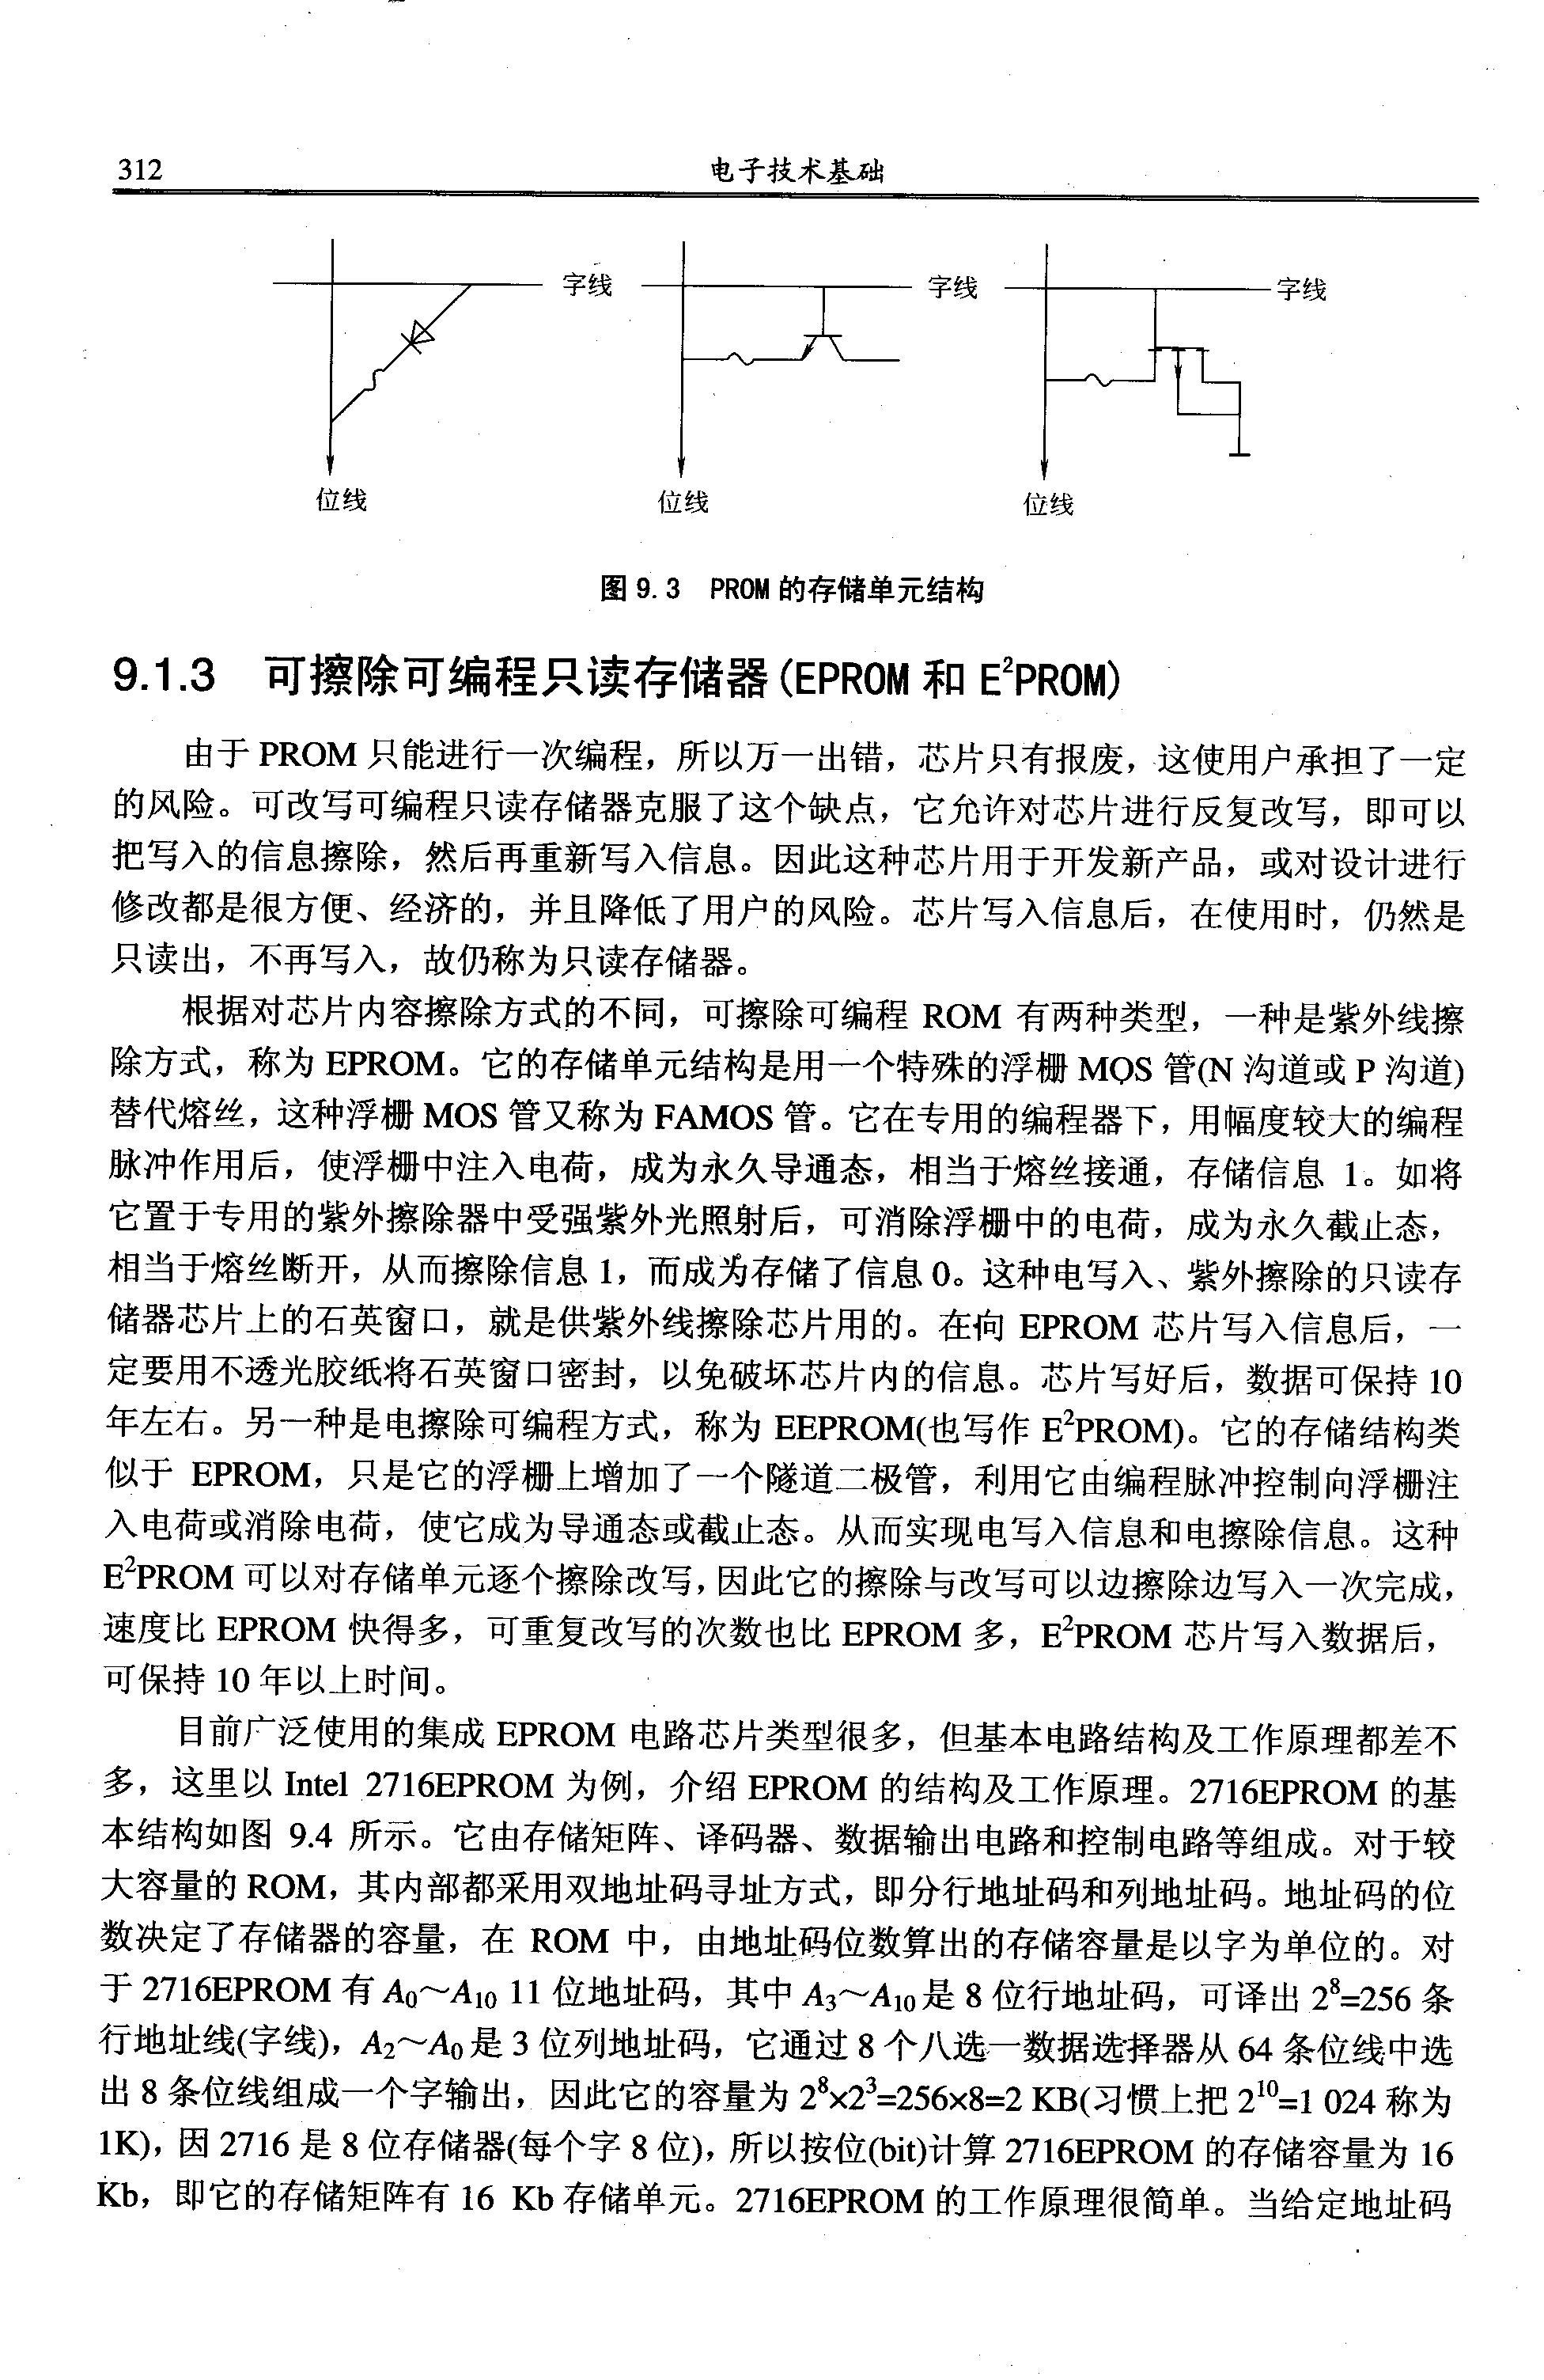 312
电子技术基础
字线
字线
字线
位线
位线
位线
图 9.3 PROM 的存储单元结构
9.1.3 可擦除可编程只读存储器(EPROM 和 E²PROM)
由于 PROM 只能进行一次编程，所以万一出错，芯片只有报废，这使用户承担了一定
的风险。可改写可编程只读存储器克服了这个缺点，它允许对芯片进行反复改写，即可以
把写入的信息擦除，然后再重新写入信息。因此这种芯片用于开发新产品，或对设计进行
修改都是很方便、经济的，并且降低了用户的风险。芯片写入信息后，在使用时，仍然是
只读出，不再写入，故仍称为只读存储器。
根据对芯片内容擦除方式的不同，可擦除可编程 ROM 有两种类型，一种是紫外线擦
除方式，称为 EPROM。它的存储单元结构是用一个特殊的浮栅 MOS 管(N 沟道或 P 沟道)
替代熔丝，这种浮栅 MOS 管又称为 FAMOS 管。它在专用的编程器下，用幅度较大的编程
脉冲作用后，使浮栅中注入电荷，成为永久导通态，相当于熔丝接通，存储信息 1。如将
它置于专用的紫外擦除器中受强紫外光照射后，可消除浮栅中的电荷，成为永久截止态，
相当于熔丝断开，从而擦除信息 1，而成为存储了信息 0。这种电写入、紫外擦除的只读存
储器芯片上的石英窗口，就是供紫外线擦除芯片用的。在向 EPROM 芯片写入信息后，一
定要用不透光胶纸将石英窗口密封，以免破坏芯片内的信息。芯片写好后，数据可保持 10
年左右。另一种是电擦除可编程方式，称为 EEPROM(也写作 E²PROM)。它的存储结构类
似于 EPROM，只是它的浮栅上增加了一个隧道二极管，利用它由编程脉冲控制向浮栅注
入电荷或消除电荷，使它成为导通态或截止态。从而实现电写入信息和电擦除信息。这种
E²PROM 可以对存储单元逐个擦除改写，因此它的擦除与改写可以边擦除边写入一次完成，
速度比 EPROM 快得多，可重复改写的次数也比 EPROM 多，E²PROM 芯片写入数据后，
可保持 10 年以上时间。
目前广泛使用的集成 EPROM 电路芯片类型很多，但基本电路结构及工作原理都差不
多，这里以 Intel 2716EPROM 为例，介绍 EPROM 的结构及工作原理。2716EPROM 的基
本结构如图 9.4 所示。它由存储矩阵、译码器、数据输出电路和控制电路等组成。对于较
大容量的 ROM，其内部都采用双地址码寻址方式，即分行地址码和列地址码。地址码的位
数决定了存储器的容量，在 ROM 中，由地址码位数算出的存储容量是以字为单位的。对
于 2716EPROM 有 A₀～A₁₀ 11 位地址码，其中 A₃～A₁₀ 是 8 位行地址码，可译出 2⁸=256 条
行地址线(字线)，A₂～A₀ 是 3 位列地址码，它通过 8 个八选一数据选择器从 64 条位线中选
出 8 条位线组成一个字输出，因此它的容量为 2⁸x2³=256x8=2 KB(习惯上把 2¹⁰=1 024 称为
1K)，因 2716 是 8 位存储器(每个字 8 位)，所以按位(bit)计算 2716EPROM 的存储容量为 16
Kb，即它的存储矩阵有 16 Kb 存储单元。2716EPROM 的工作原理很简单。当给定地址码